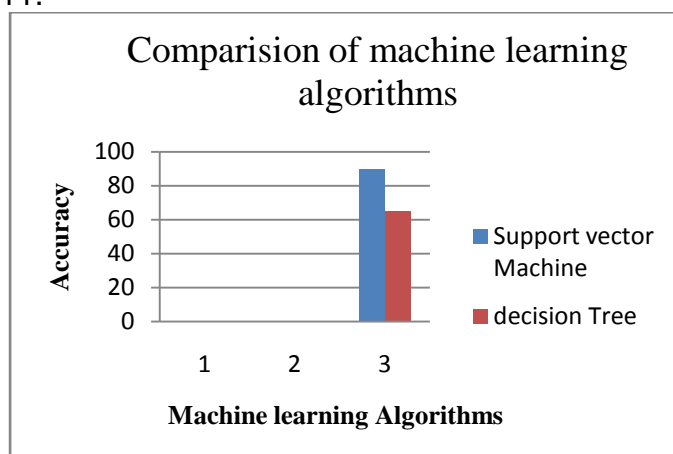 Comparision of machine learning
algorithms
Accuracy
100
80
60
40
20
0
1 2 3
Machine learning Algorithms
Support vector
Machine
decision Tree